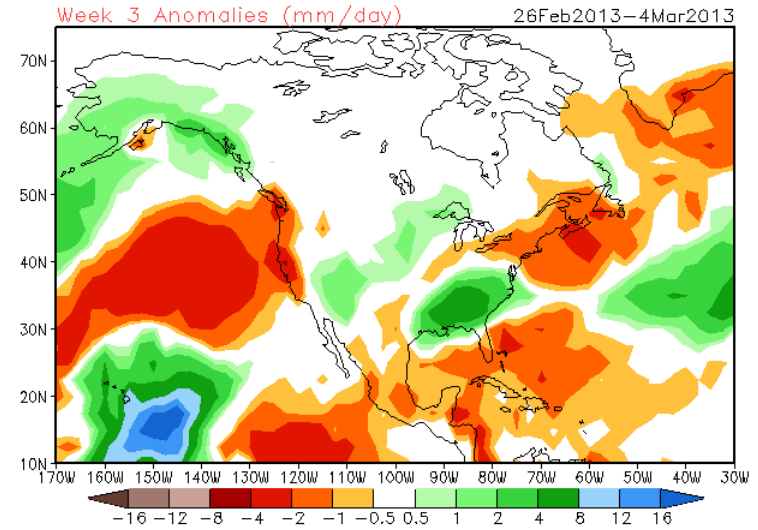 Week 3 Anomalies (mm/day) 26Feb2013-4Mar2013
70N
60N
50N
40N
30N
20N
10N
170W 160W 150W 140W 130W 120W 110W 100W 90W 80W 70W 60W 50W 40W 30W
-16 -12 -8 -4 -2 -1 -0.5 0.5 1 2 4 8 12 16